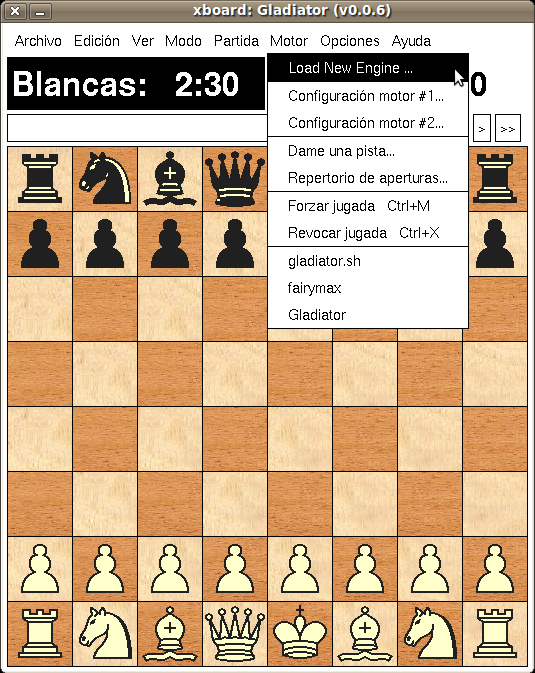 xboard: Gladiator (v0.0.6)
Archivo Edición Ver Modo Partida Motor Opciones Ayuda
Blancas: 2:30
0
Load New Engine ...
Configuración motor #1...
Configuración motor #2...
> >>
Dame una pista...
Repertorio de aperturas...
Forzar jugada Ctrl+M
Revocar jugada Ctrl+X
gladiator.sh
fairymax
Gladiator